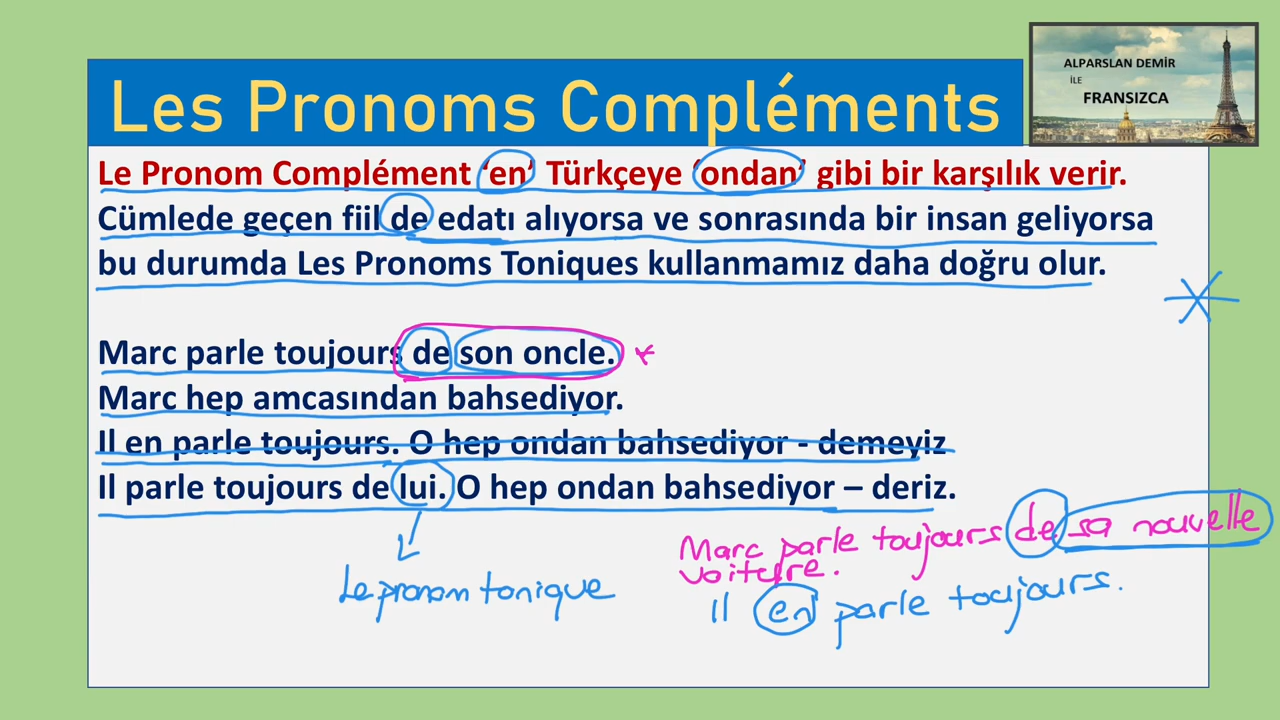 ALPARSLAN DEMİR
İLE
FRANSIZCA
Les Pronoms Compléments
Le Pronom Complément 'en' Türkçeye 'ondan' gibi bir karşılık verir.
Cümlede geçen fiil de edatı alıyorsa ve sonrasında bir insan geliyorsa
bu durumda Les Pronoms Toniques kullanmamız daha doğru olur.
Marc parle toujours de son oncle.
Marc hep amcasından bahsediyor.
Il en parle toujours. O hep ondan bahsediyor - demeyiz
Il parle toujours de lui. O hep ondan bahsediyor – deriz.
Marc parle toujours de sa nouvelle
voiture.
Le pronom tonique
Il en parle toujours.